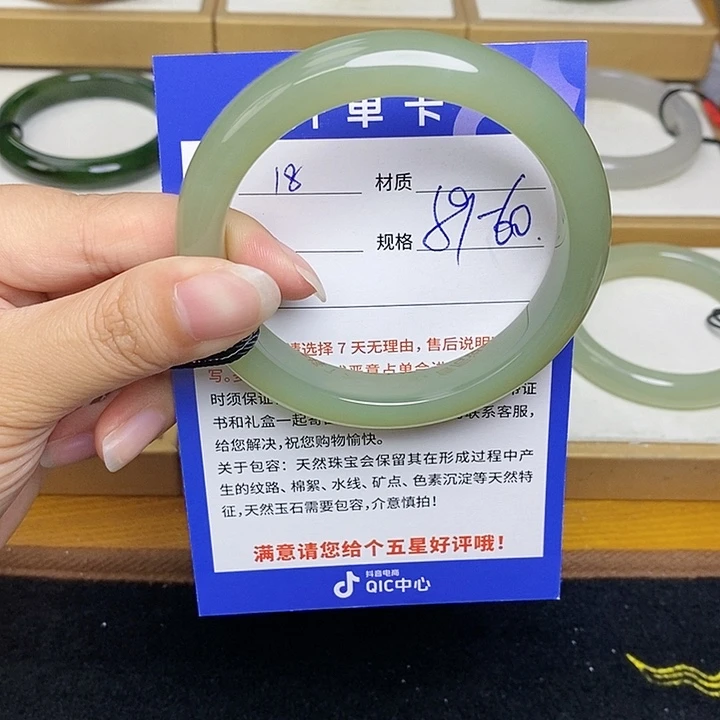 单卡
18 材质
规格 59-60.
选择7天无理由，售后说明
写。
时须保证 证
书和礼盒一起寄 联系客服，
给您解决，祝您购物愉快。
关于包容：天然珠宝会保留其在形成过程中产
生的纹路、棉絮、水线、矿点、色素沉淀等天然特
征，天然玉石需要包容，介意慎拍！
满意请您给个五星好评哦！
抖音电商
QIC中心